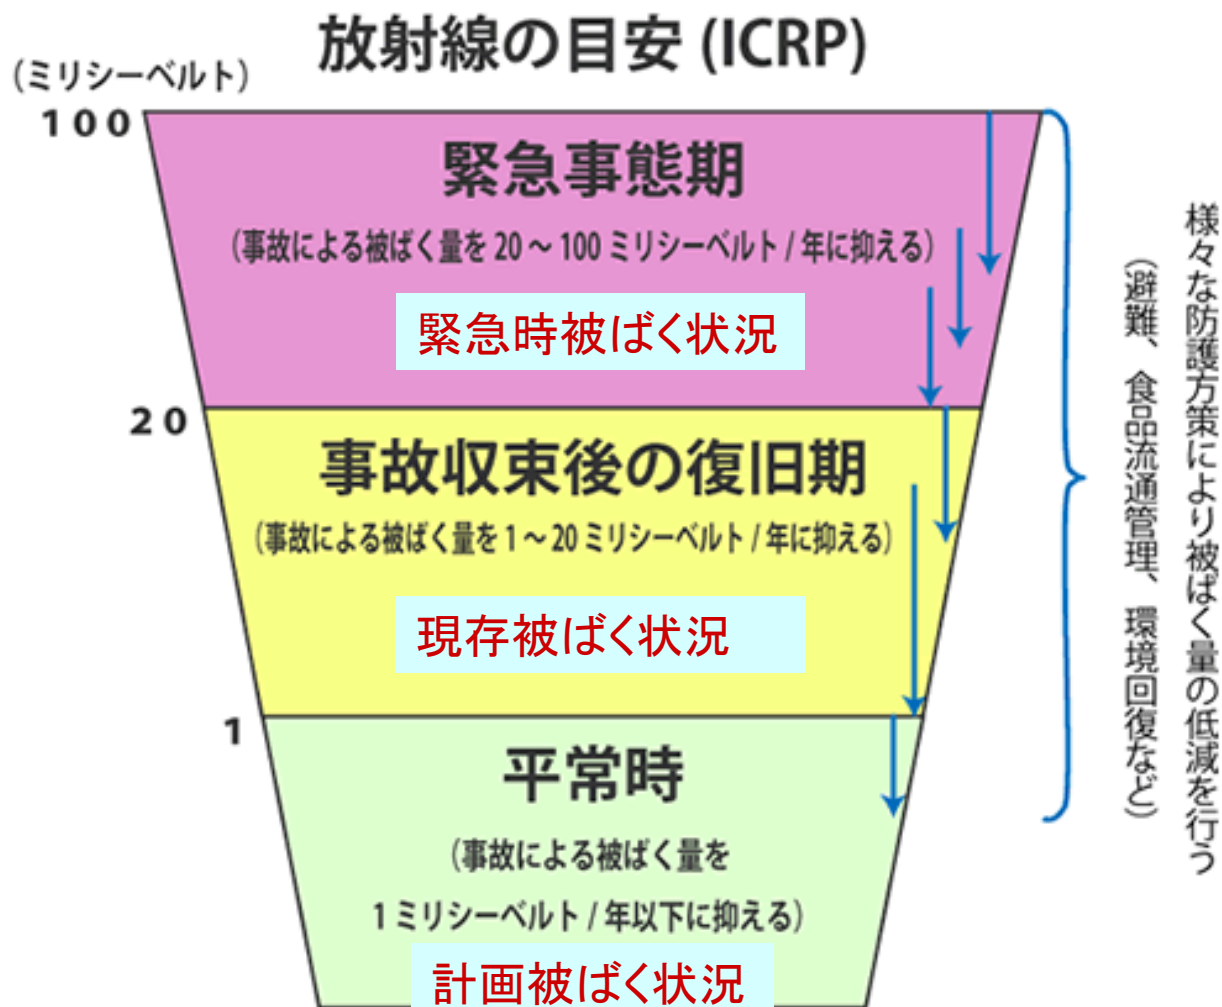 放射線の目安 (ICRP)
（ミリシーベルト）
100
緊急事態期
（事故による被ばく量を 20 ～ 100 ミリシーベルト / 年に抑える）
緊急時被ばく状況
20
事故収束後の復旧期
（事故による被ばく量を 1 ～ 20 ミリシーベルト / 年に抑える）
現存被ばく状況
1
平常時
（事故による被ばく量を
1 ミリシーベルト / 年以下に抑える）
計画被ばく状況
様々な防護方策により被ばく量の低減を行う
（避難、食品流通管理、環境回復など）